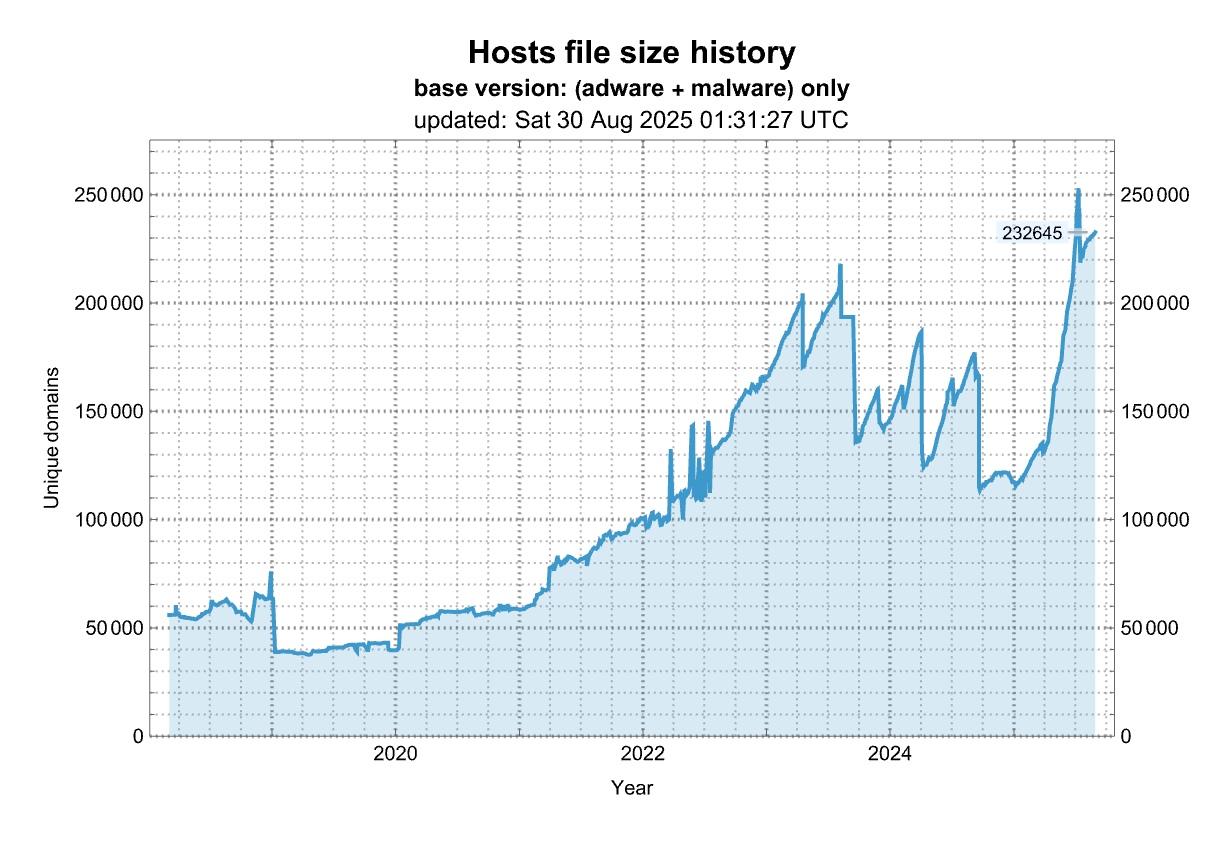 Hosts file size history
base version: (adware + malware) only
updated: Sat 30 Aug 2025 01:31:27 UTC
250 000 250 000
232645
200 000 200 000
Unique domains
150 000 150 000
100 000 100 000
50 000 50 000
0 0
2020 2022 2024
Year